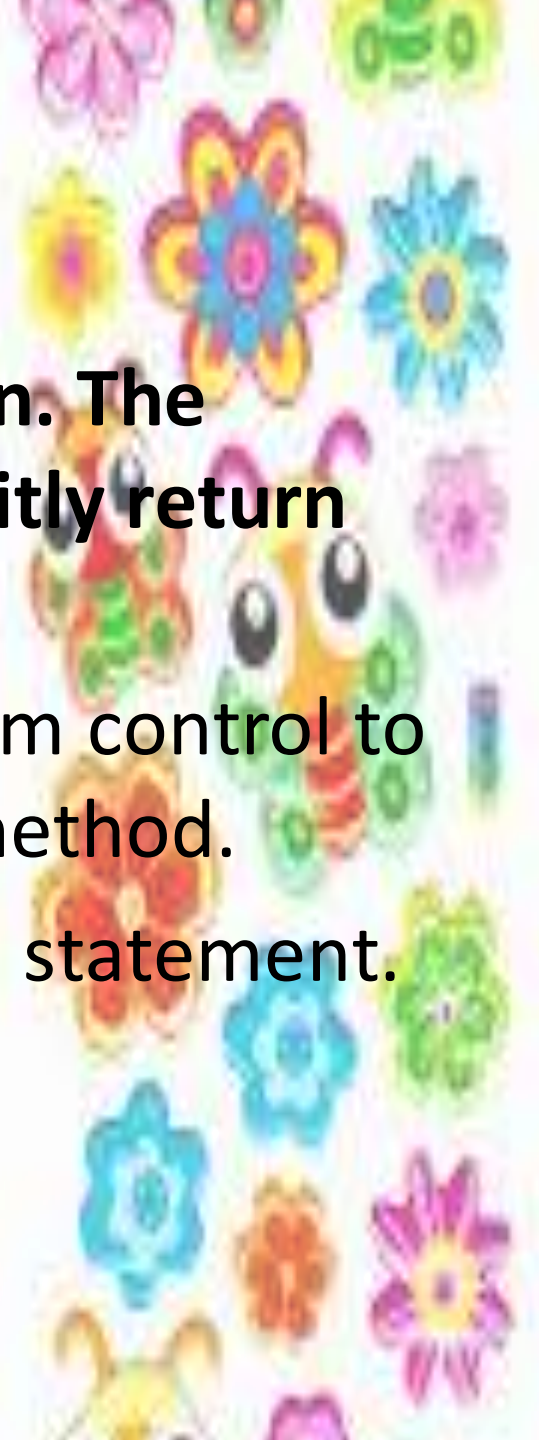 n. The
itly return
m control to
ethod.
statement.